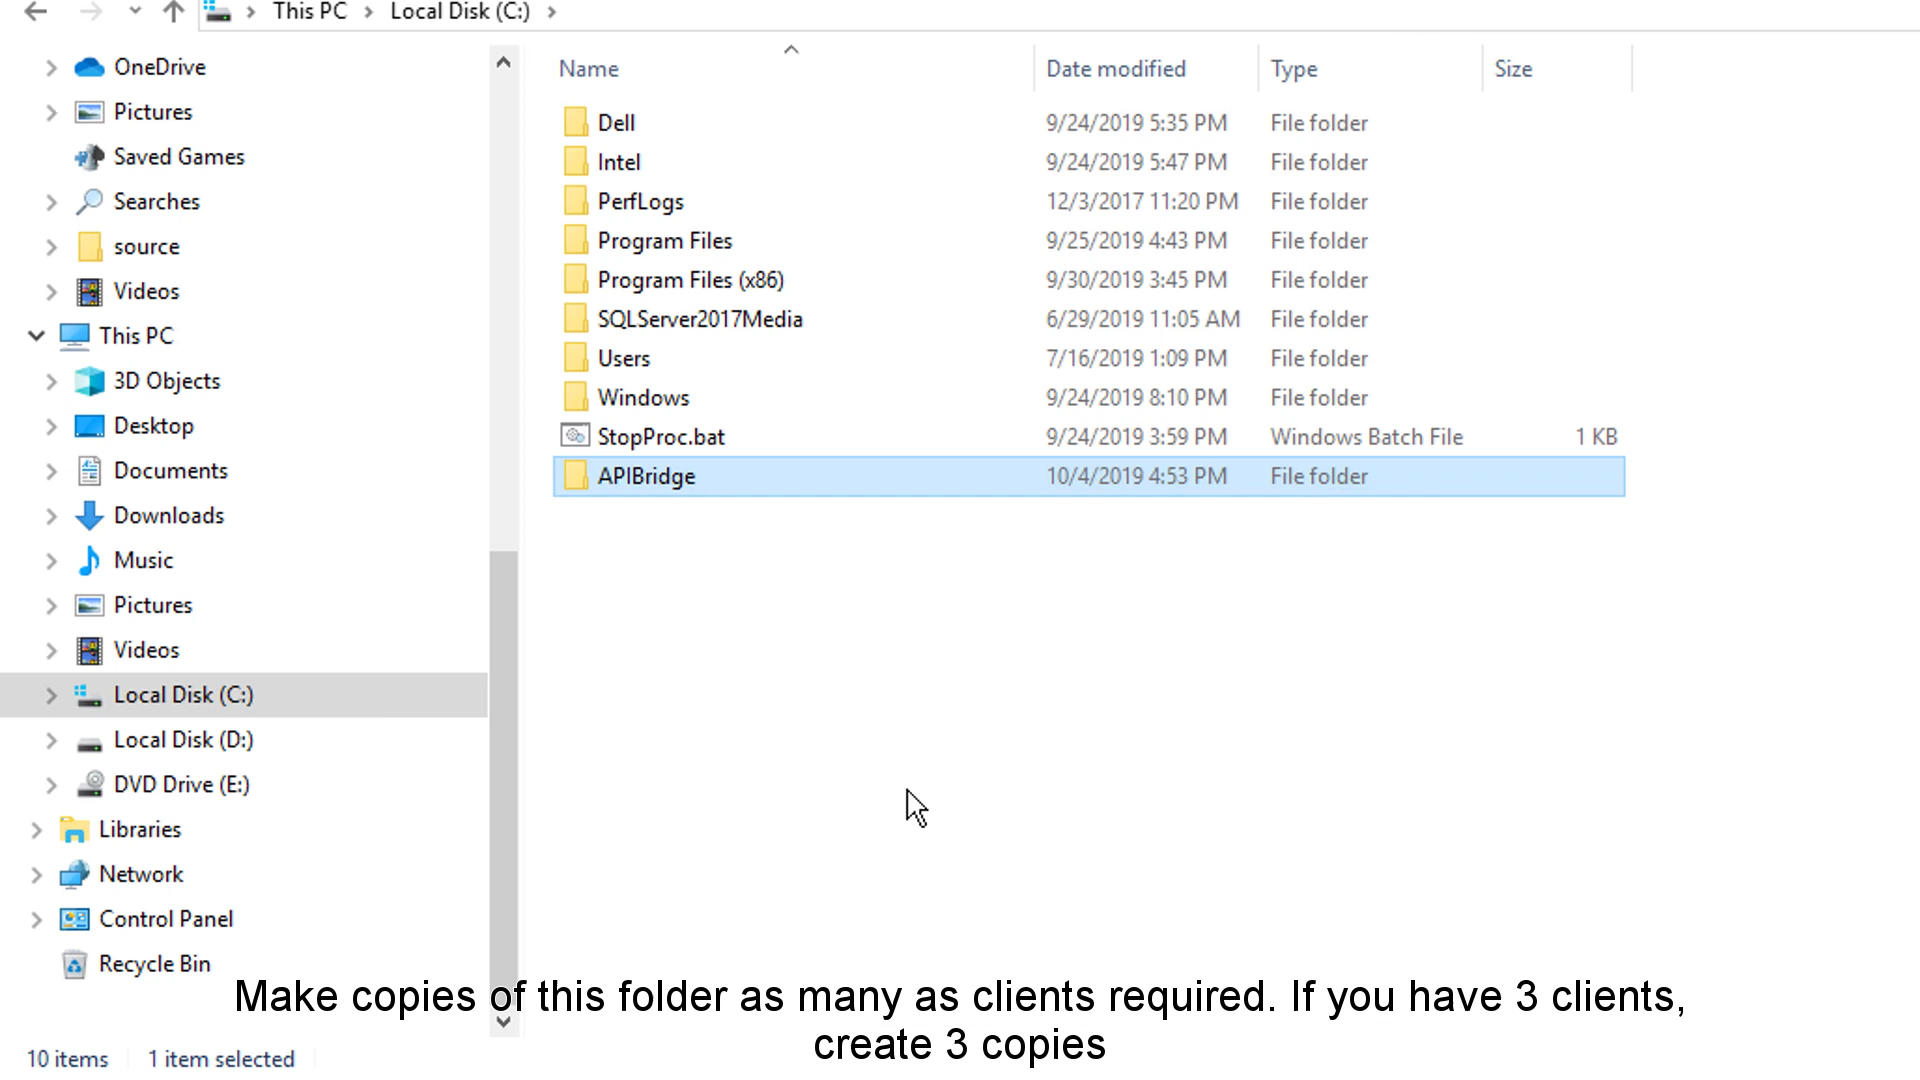 This PC
Local Disk (C:)
OneDrive
Pictures
Saved Games
Searches
source
Videos
This PC
3D Objects
Desktop
Documents
Downloads
Music
Pictures
Videos
Local Disk (C:)
Local Disk (D:)
DVD Drive (E:)
Libraries
Network
Control Panel
Recycle Bin
Name Date modified Type Size
Dell 9/24/2019 5:35 PM File folder
Intel 9/24/2019 5:47 PM File folder
PerfLogs 12/3/2017 11:20 PM File folder
Program Files 9/25/2019 4:43 PM File folder
Program Files (x86) 9/30/2019 3:45 PM File folder
SQLServer2017Media 6/29/2019 11:05 AM File folder
Users 7/16/2019 1:09 PM File folder
Windows 9/24/2019 8:10 PM File folder
StopProc.bat 9/24/2019 3:59 PM Windows Batch File 1 KB
APIBridge 10/4/2019 4:53 PM File folder
Make copies of this folder as many as clients required. If you have 3 clients,
create 3 copies
10 items 1 item selected